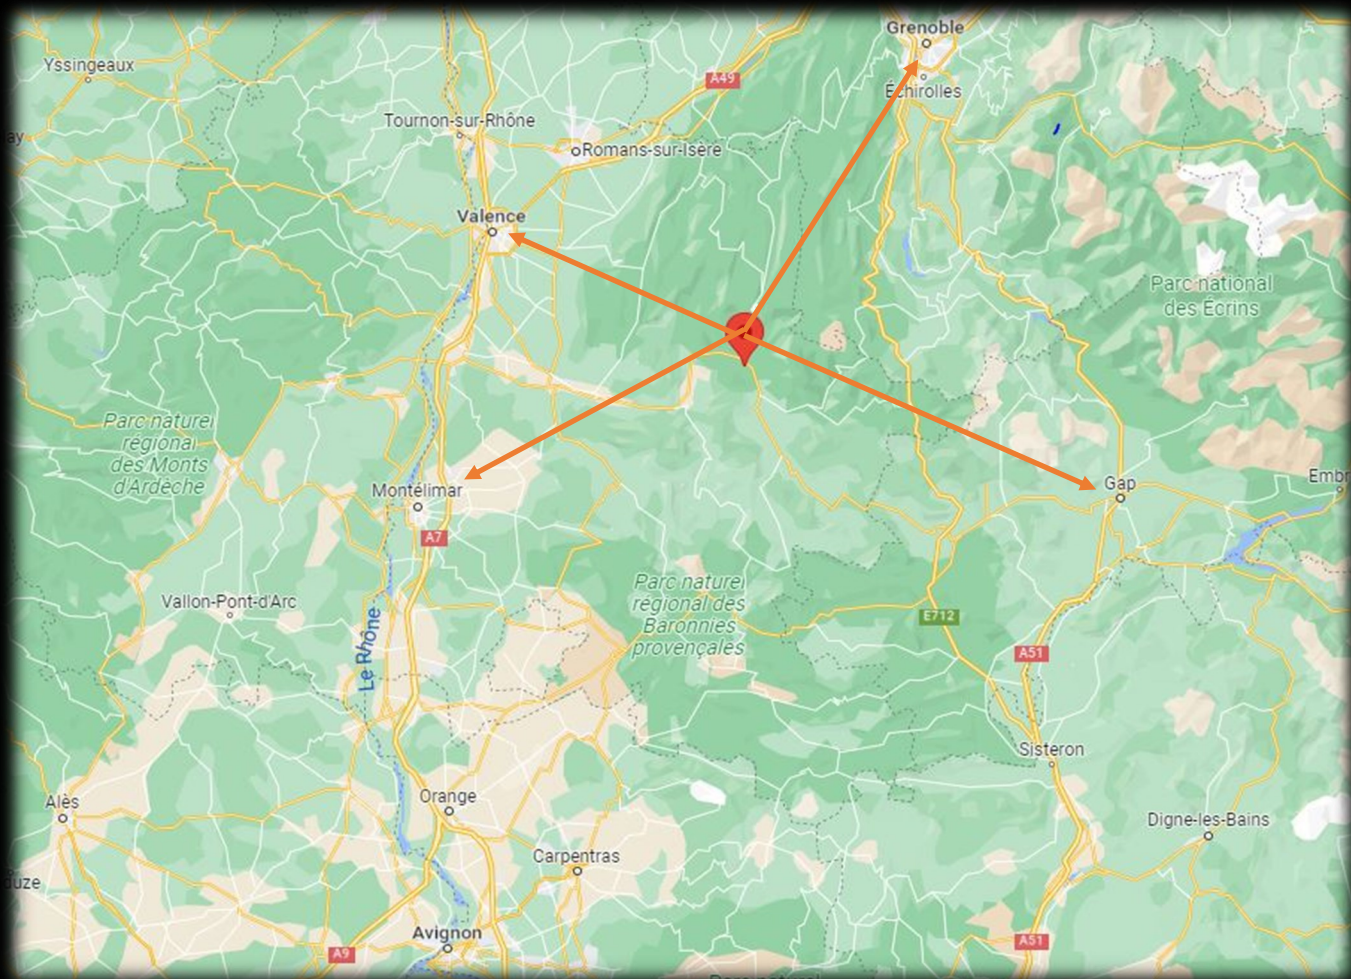 Grenoble
Yssingeaux
A49
Échirolles
Tournon-sur-Rhône
ay
Romans-sur-Isère
Valence
Parc national
des Écrins
Parc naturel
régional
des Monts
d'Ardèche
Montélimar
Gap
Embr
A7
Parc naturel
régional des
Baronnies
provençales
Vallon-Pont-d'Arc
E712
Le Rhône
A51
Sisteron
Alès
Orange
Digne-les-Bains
Carpentras
uze
Avignon
A9
A51